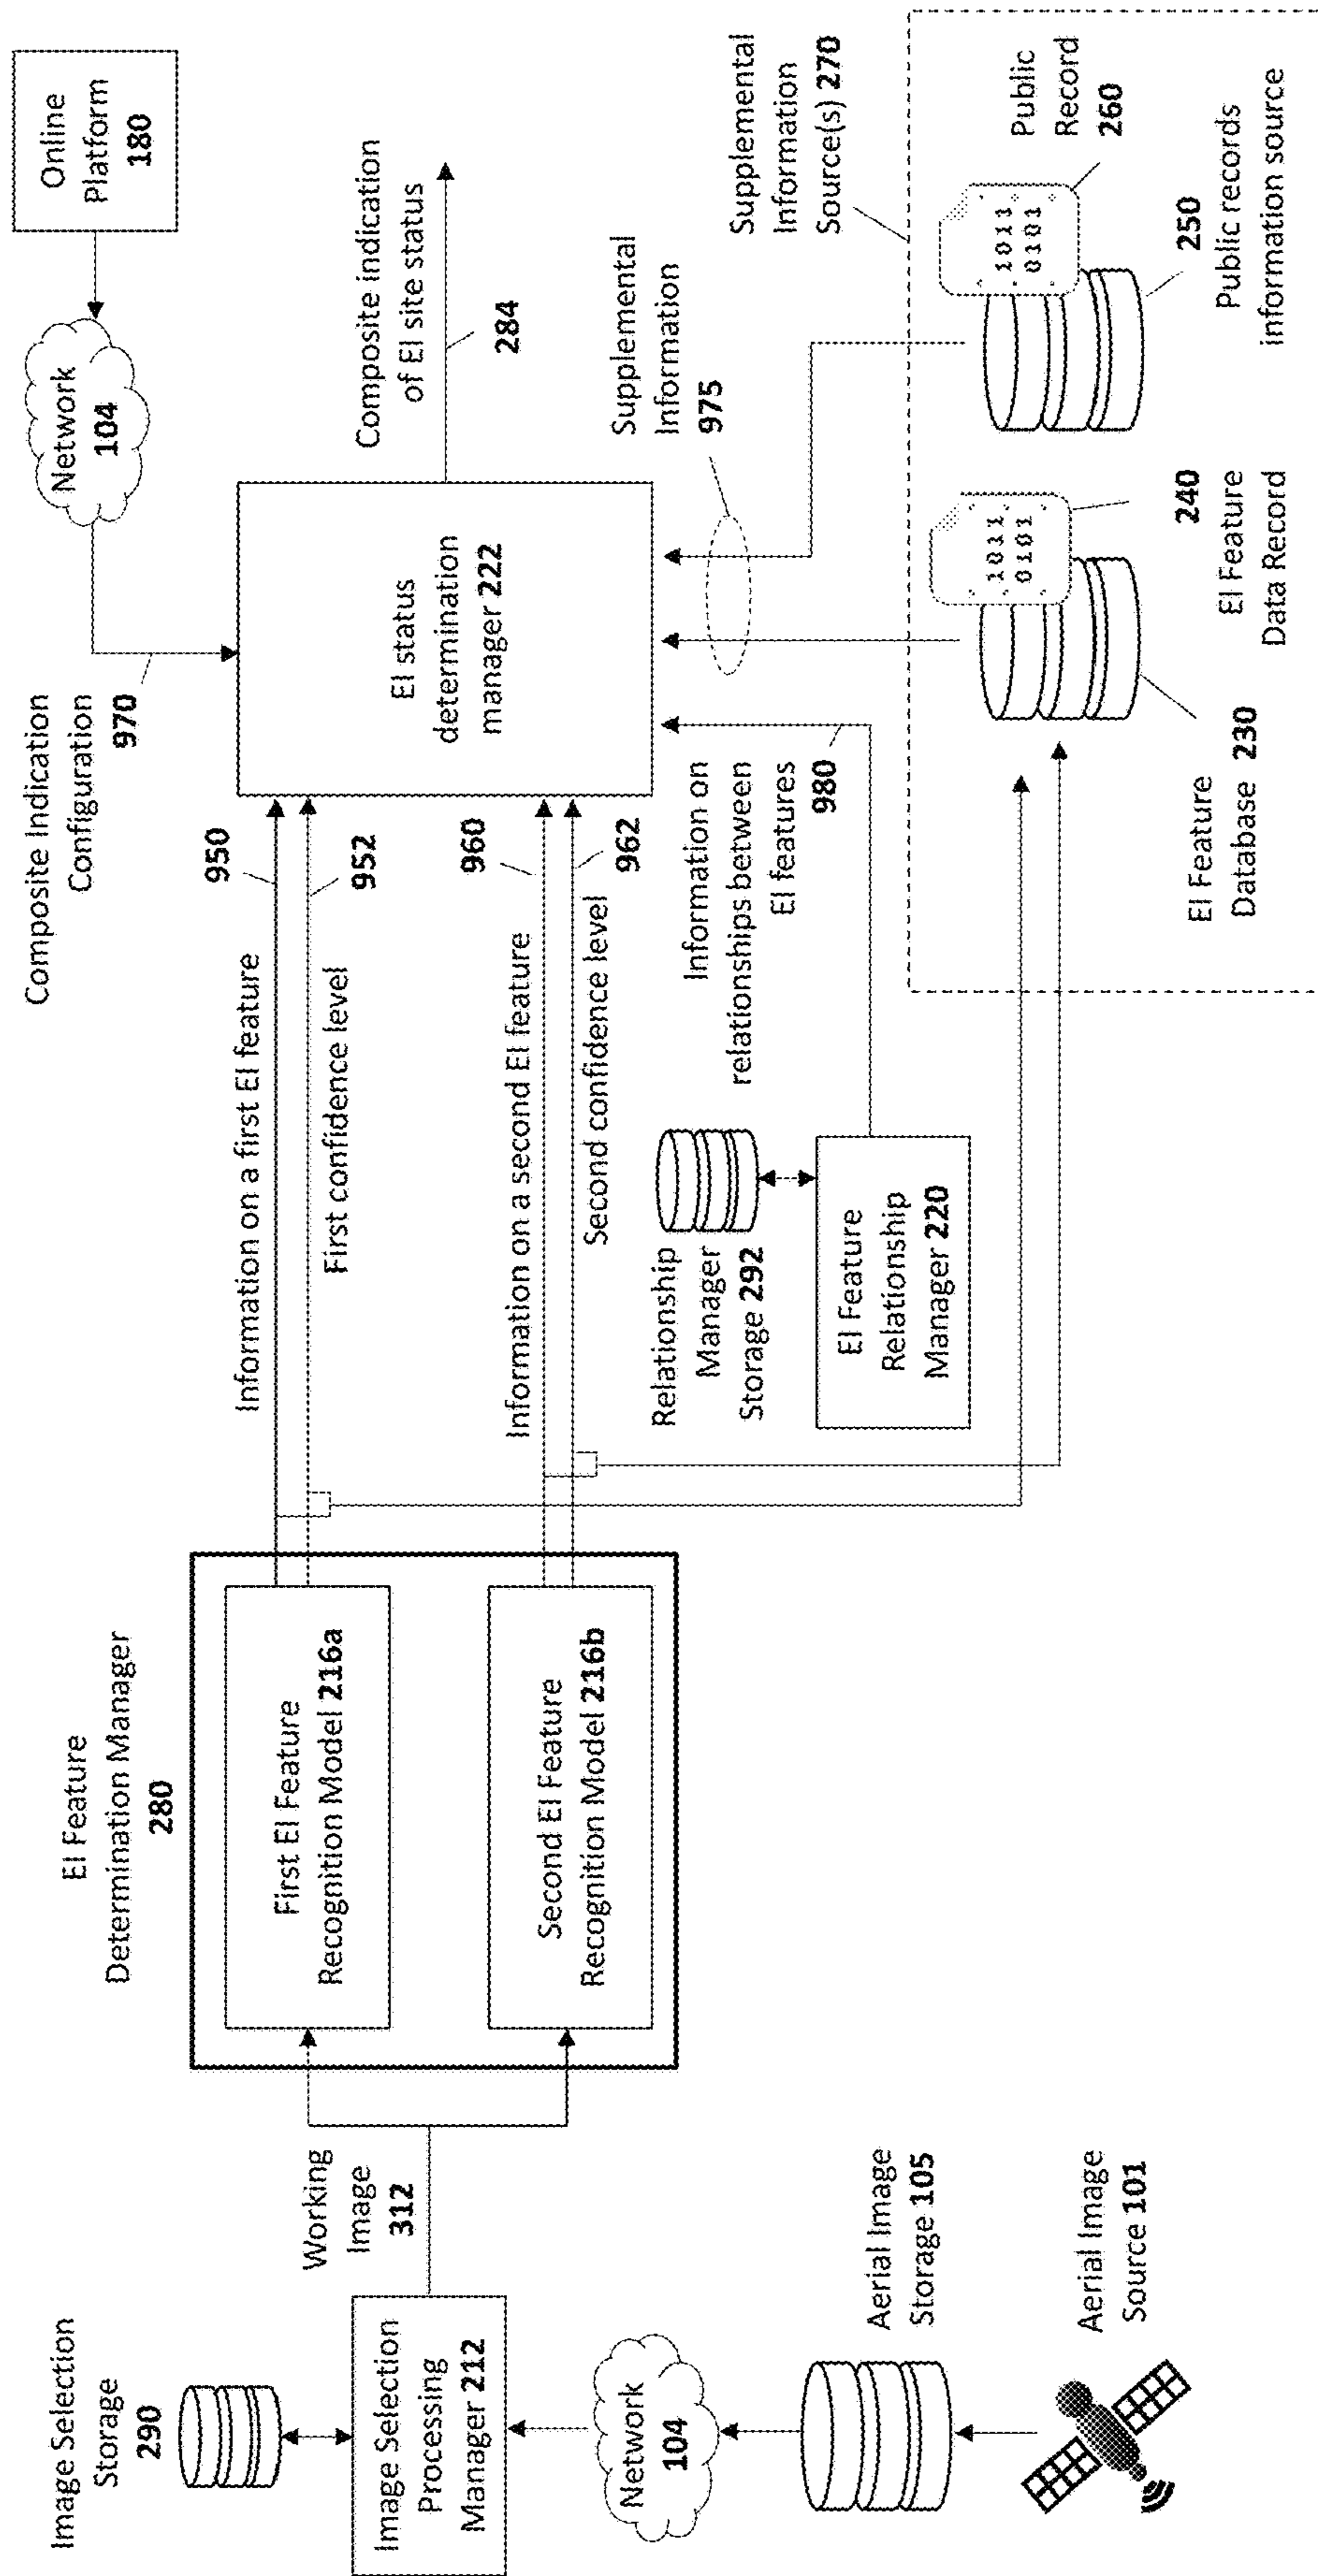 Image Selection
Storage
290
Image Selection
Processing
Manager 212
Network
104
Aerial Image
Storage 105
Aerial Image
Source 101
Working
Image
312
EI Feature
Determination Manager
280
First EI Feature
Recognition Model 216a
Second EI Feature
Recognition Model 216b
Information on a first EI feature
950
First confidence level
952
Information on a second EI feature
960
Second confidence level
962
Relationship
Manager
Storage 292
EI Feature
Relationship
Manager 220
Information on
relationships between
EI features
980
Composite Indication
Configuration
970
Network
104
Online
Platform
180
EI status
determination
manager 222
Composite indication
of EI site status
284
Supplemental
Information
975
Supplemental
Information
Source(s) 270
1011
0101
EI Feature
Database 230
240
EI Feature
Data Record
1011
0101
Public
Record
260
250
Public records
information source